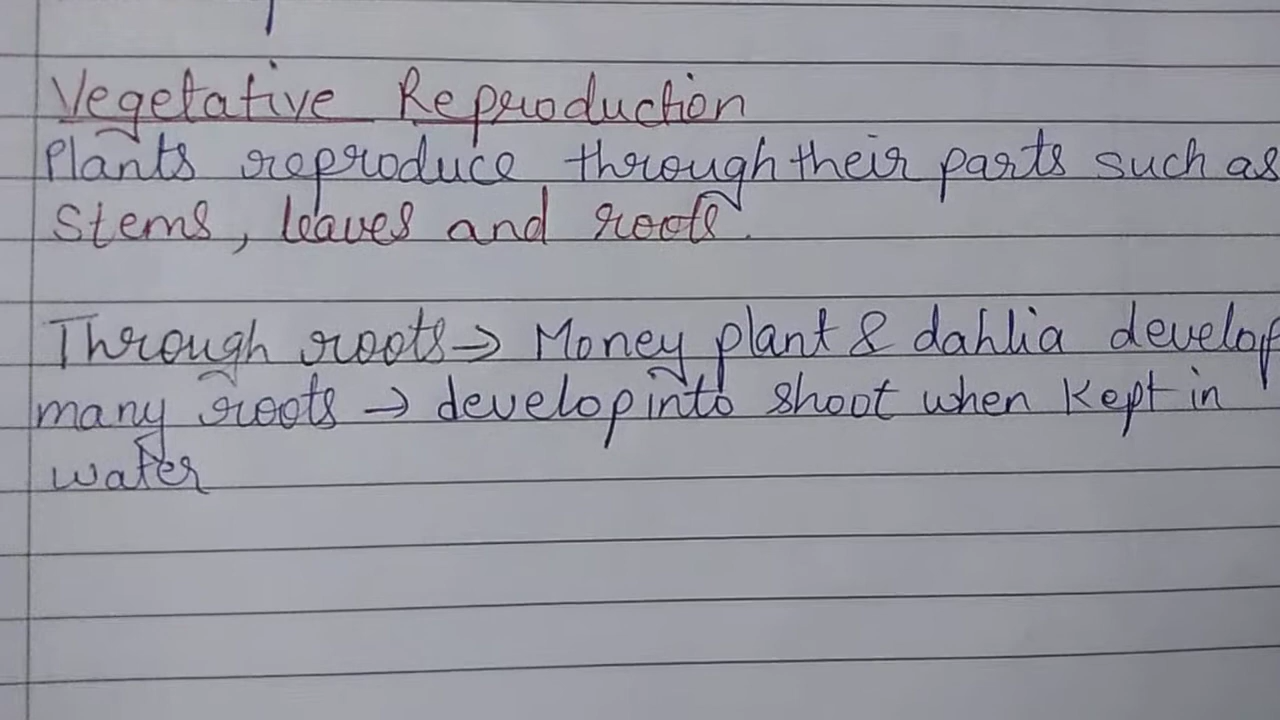 Vegetative Reproduction
Plants reproduce through their parts such as
stems, leaves and roots.
Through roots → Money plant & dahlia develop
many roots → develop into shoot when kept in
water